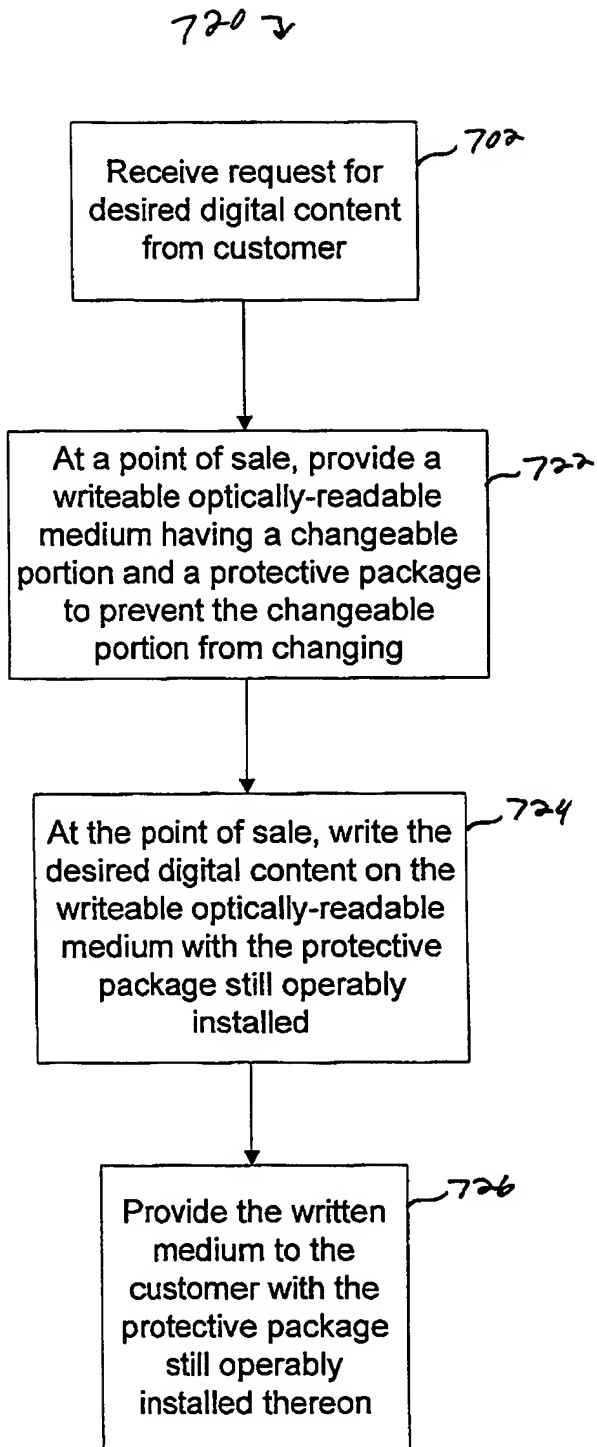 720
Receive request for
desired digital content
from customer
702
At a point of sale, provide a
writeable optically-readable
medium having a changeable
portion and a protective package
to prevent the changeable
portion from changing
722
At the point of sale, write the
desired digital content on the
writeable optically-readable
medium with the protective
package still operably
installed
724
Provide the written
medium to the
customer with the
protective package
still operably
installed thereon
726